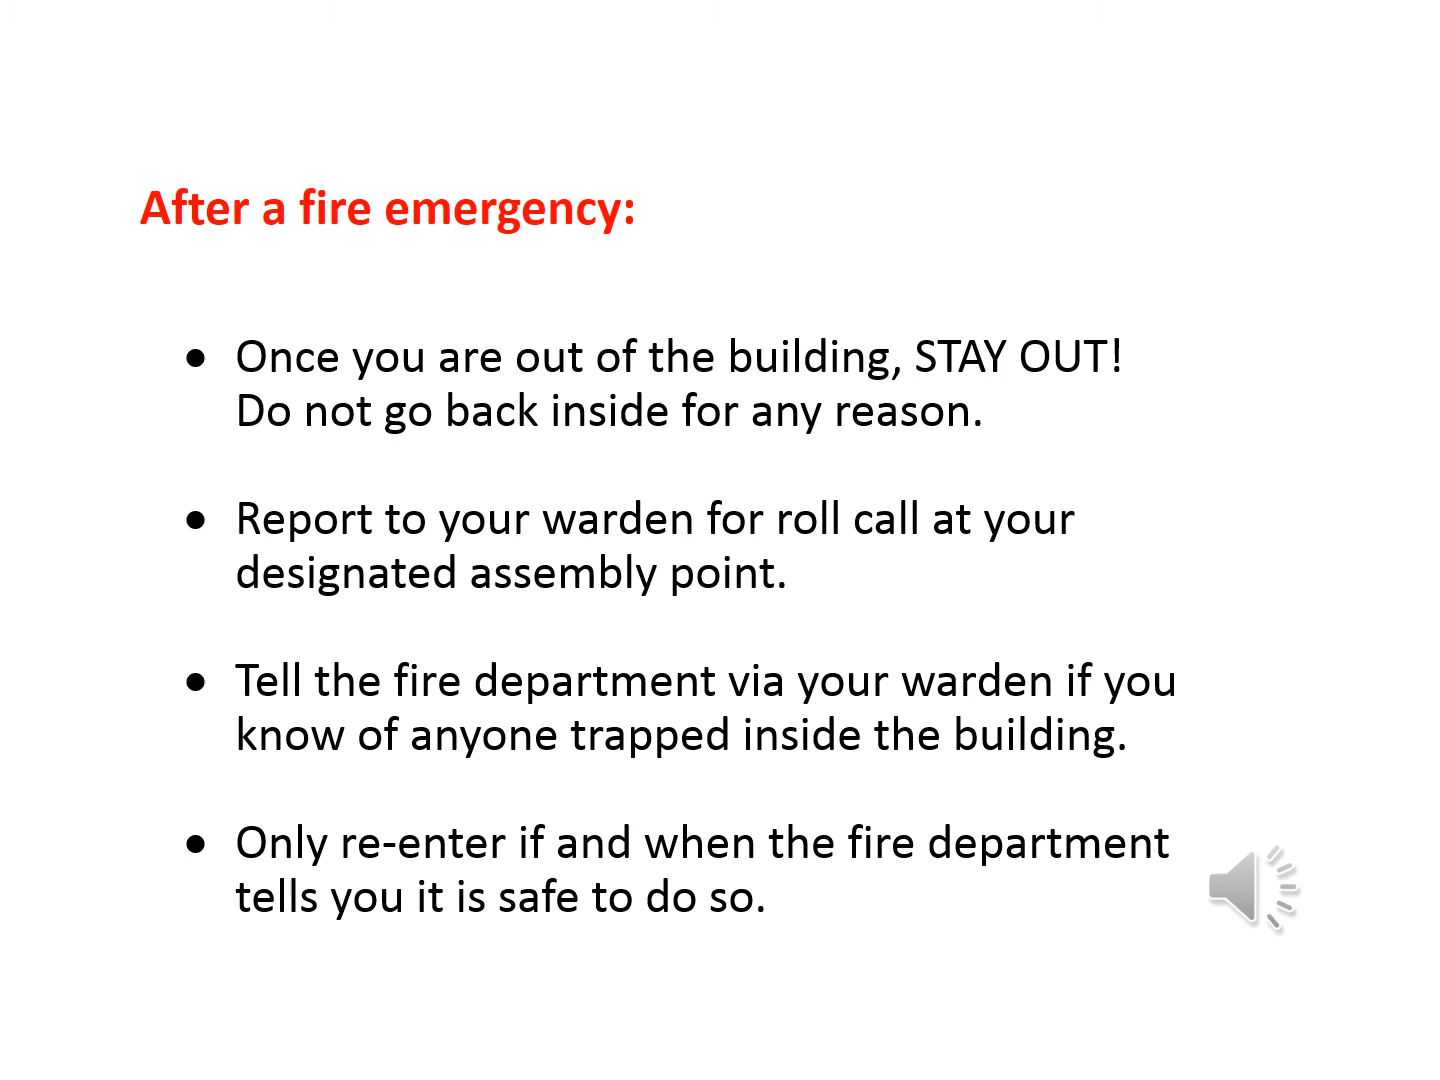 After a fire emergency:
• Once you are out of the building, STAY OUT!
Do not go back inside for any reason.
• Report to your warden for roll call at your
designated assembly point.
• Tell the fire department via your warden if you
know of anyone trapped inside the building.
• Only re-enter if and when the fire department
tells you it is safe to do so.